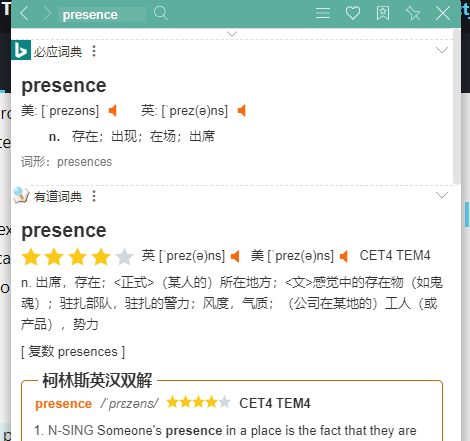 presence
必应词典
presence
美: [ˈprezəns] 英: [ˈprez(ə)ns]
n. 存在；出现；在场；出席
词形：presences
有道词典
presence
英 [ˈprez(ə)ns] 美 [ˈprez(ə)ns] CET4 TEM4
n. 出席，存在；<正式>（某人的）所在地方；<文>感觉中的存在物（如鬼
魂）；驻扎部队，驻扎的警力；风度，气质；（公司在某地的）工人（或
产品），势力
[ 复数 presences ]
柯林斯英汉双解
presence /ˈprɛzəns/ CET4 TEM4
1. N-SING Someone's presence in a place is the fact that they are